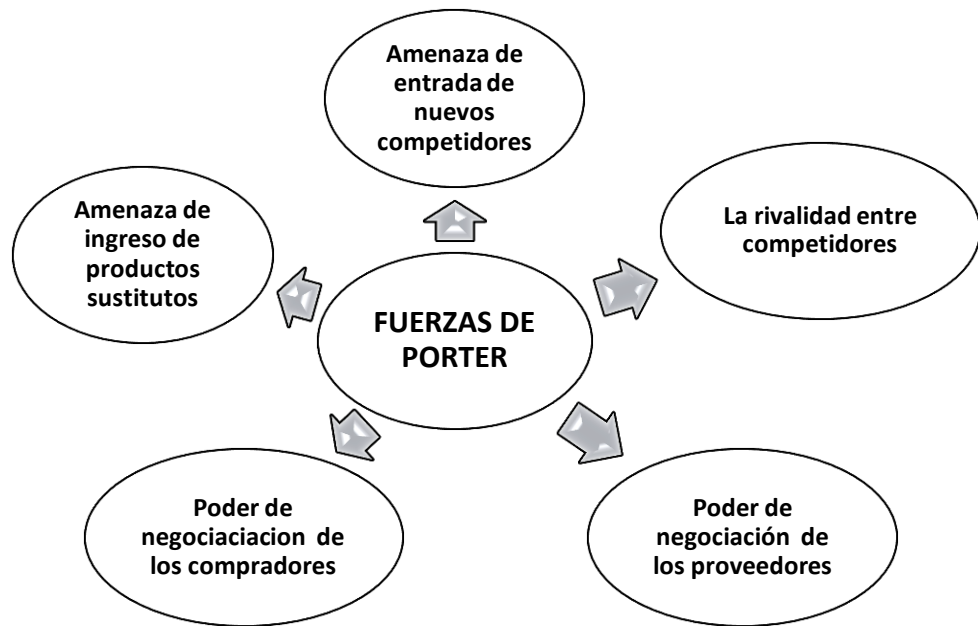 Amenaza de
entrada de
nuevos
competidores
Amenaza de
ingreso de
productos
sustitutos
La rivalidad entre
competidores
FUERZAS DE
PORTER
Poder de
negociaciacion de
los compradores
Poder de
negociación de
los proveedores